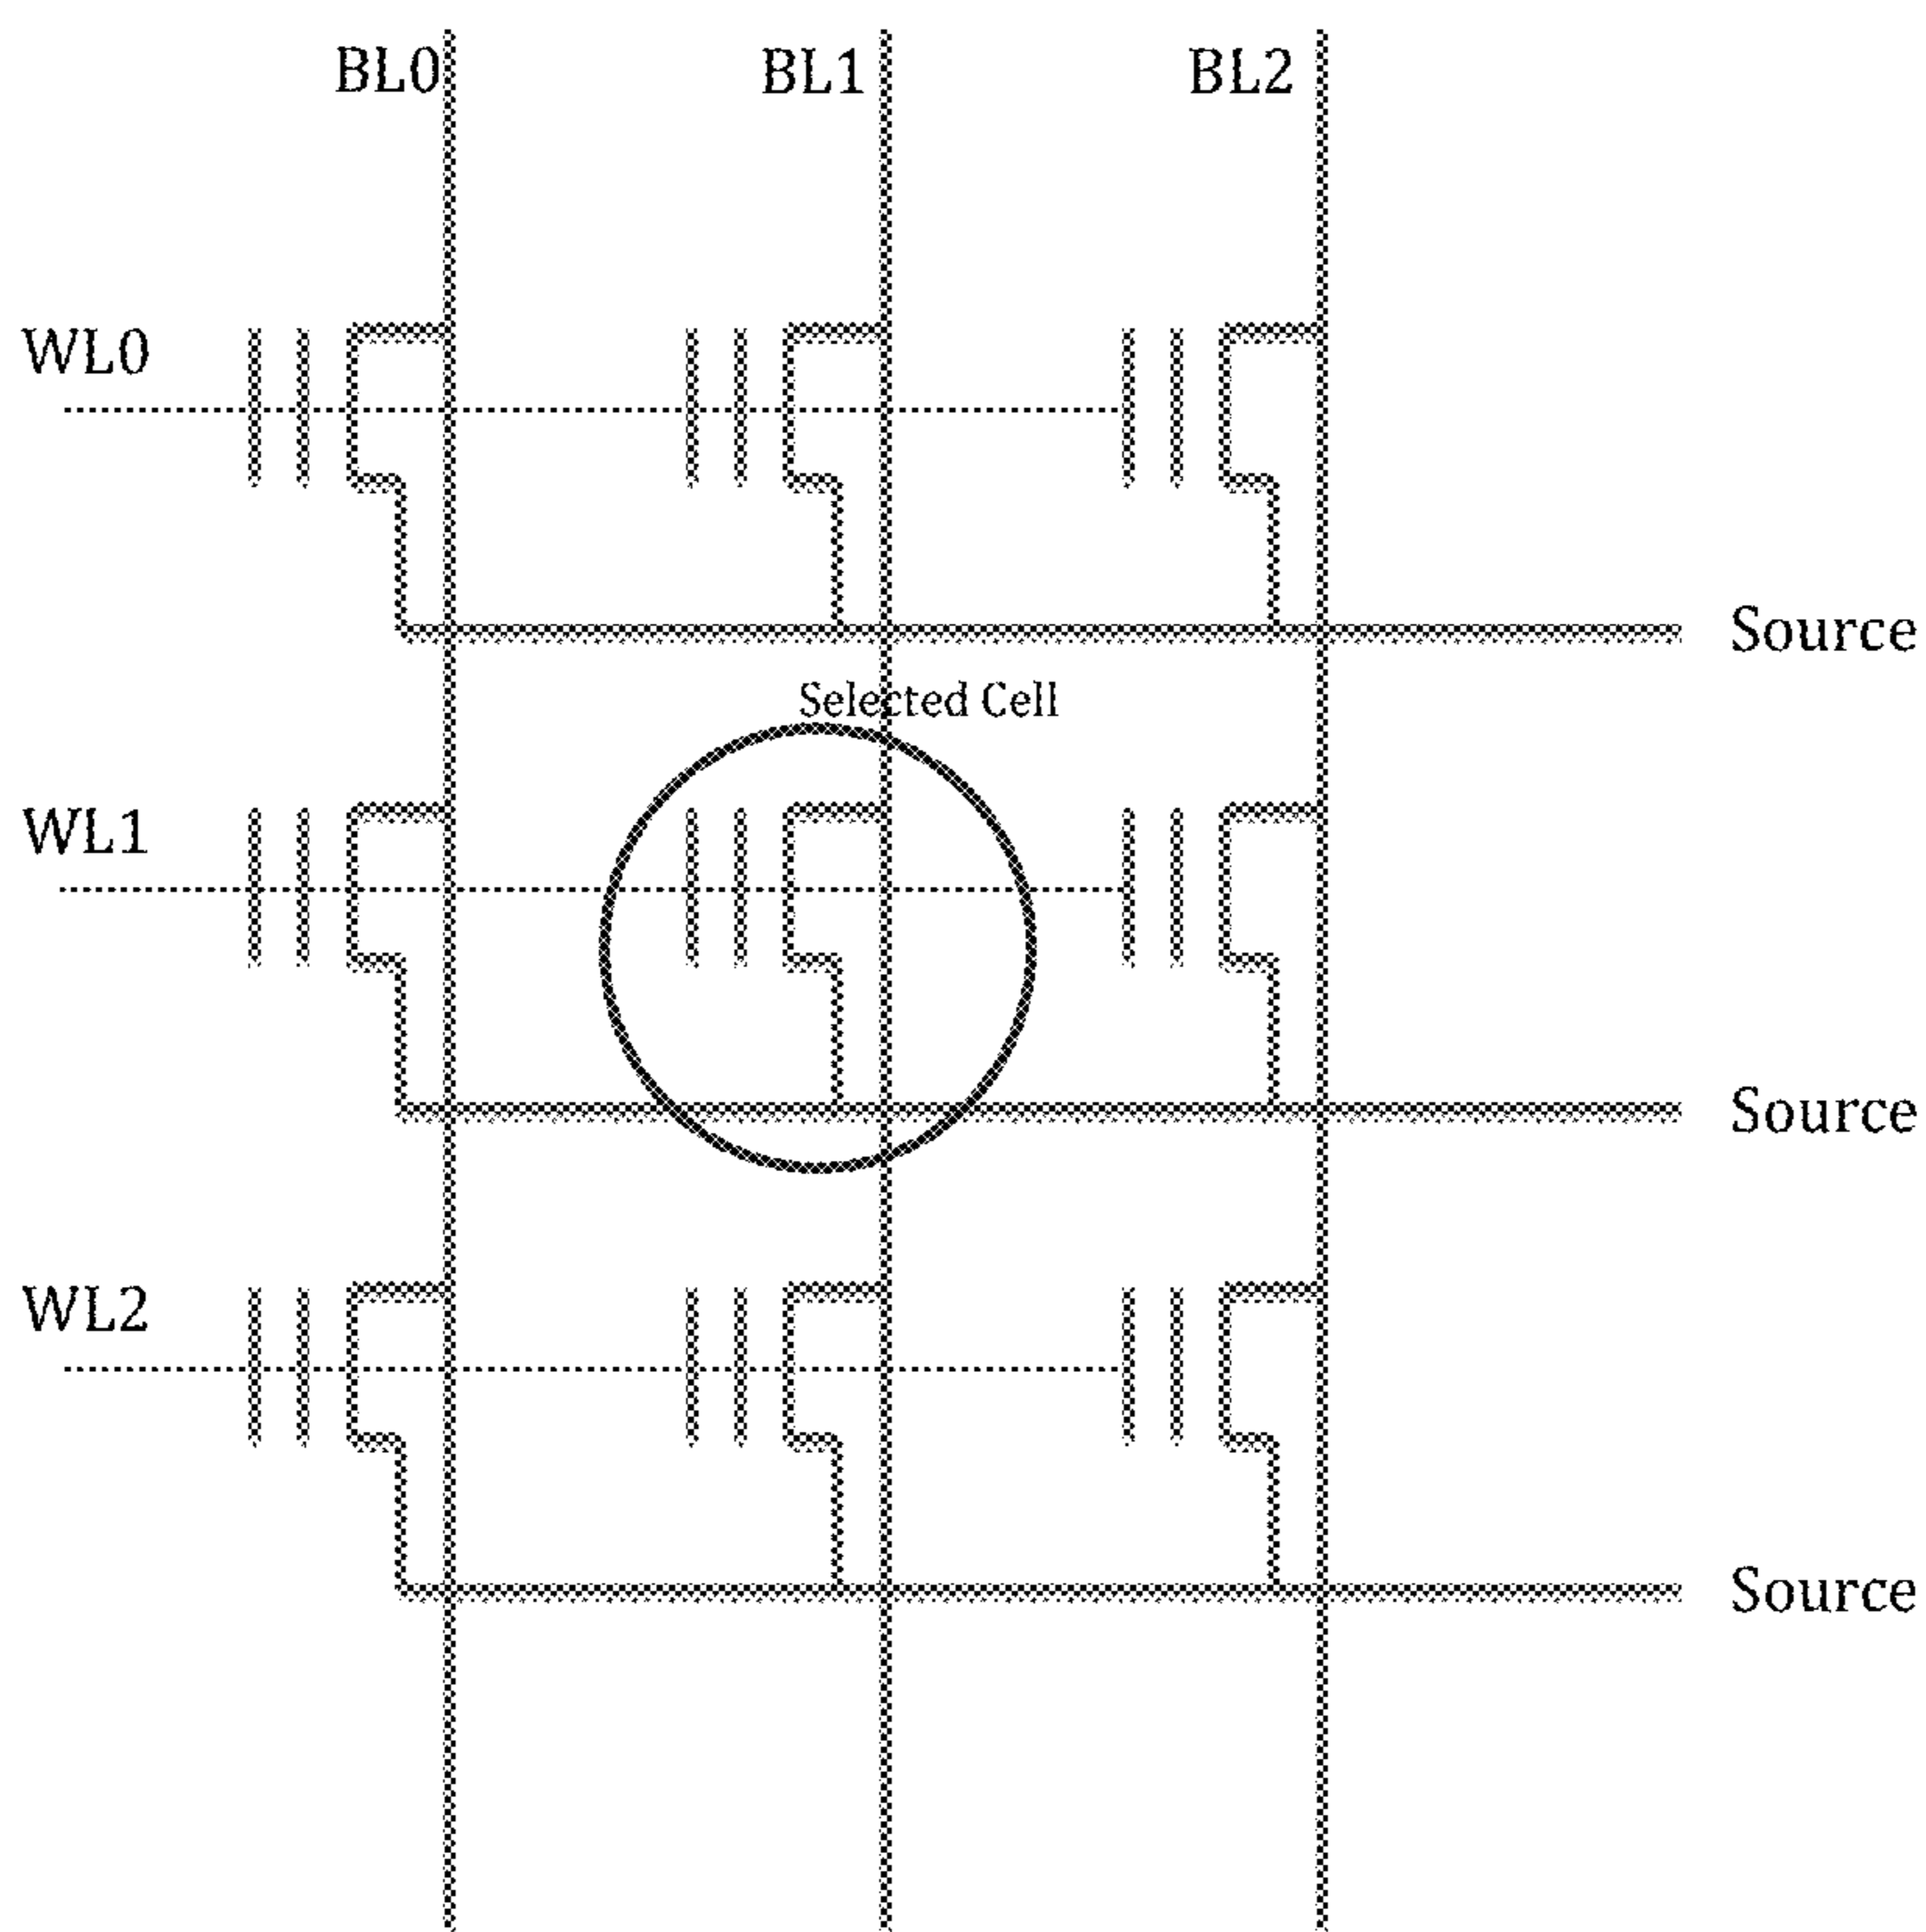 BL0 BL1 BL2
WL0
Source
Selected Cell
WL1
Source
WL2
Source